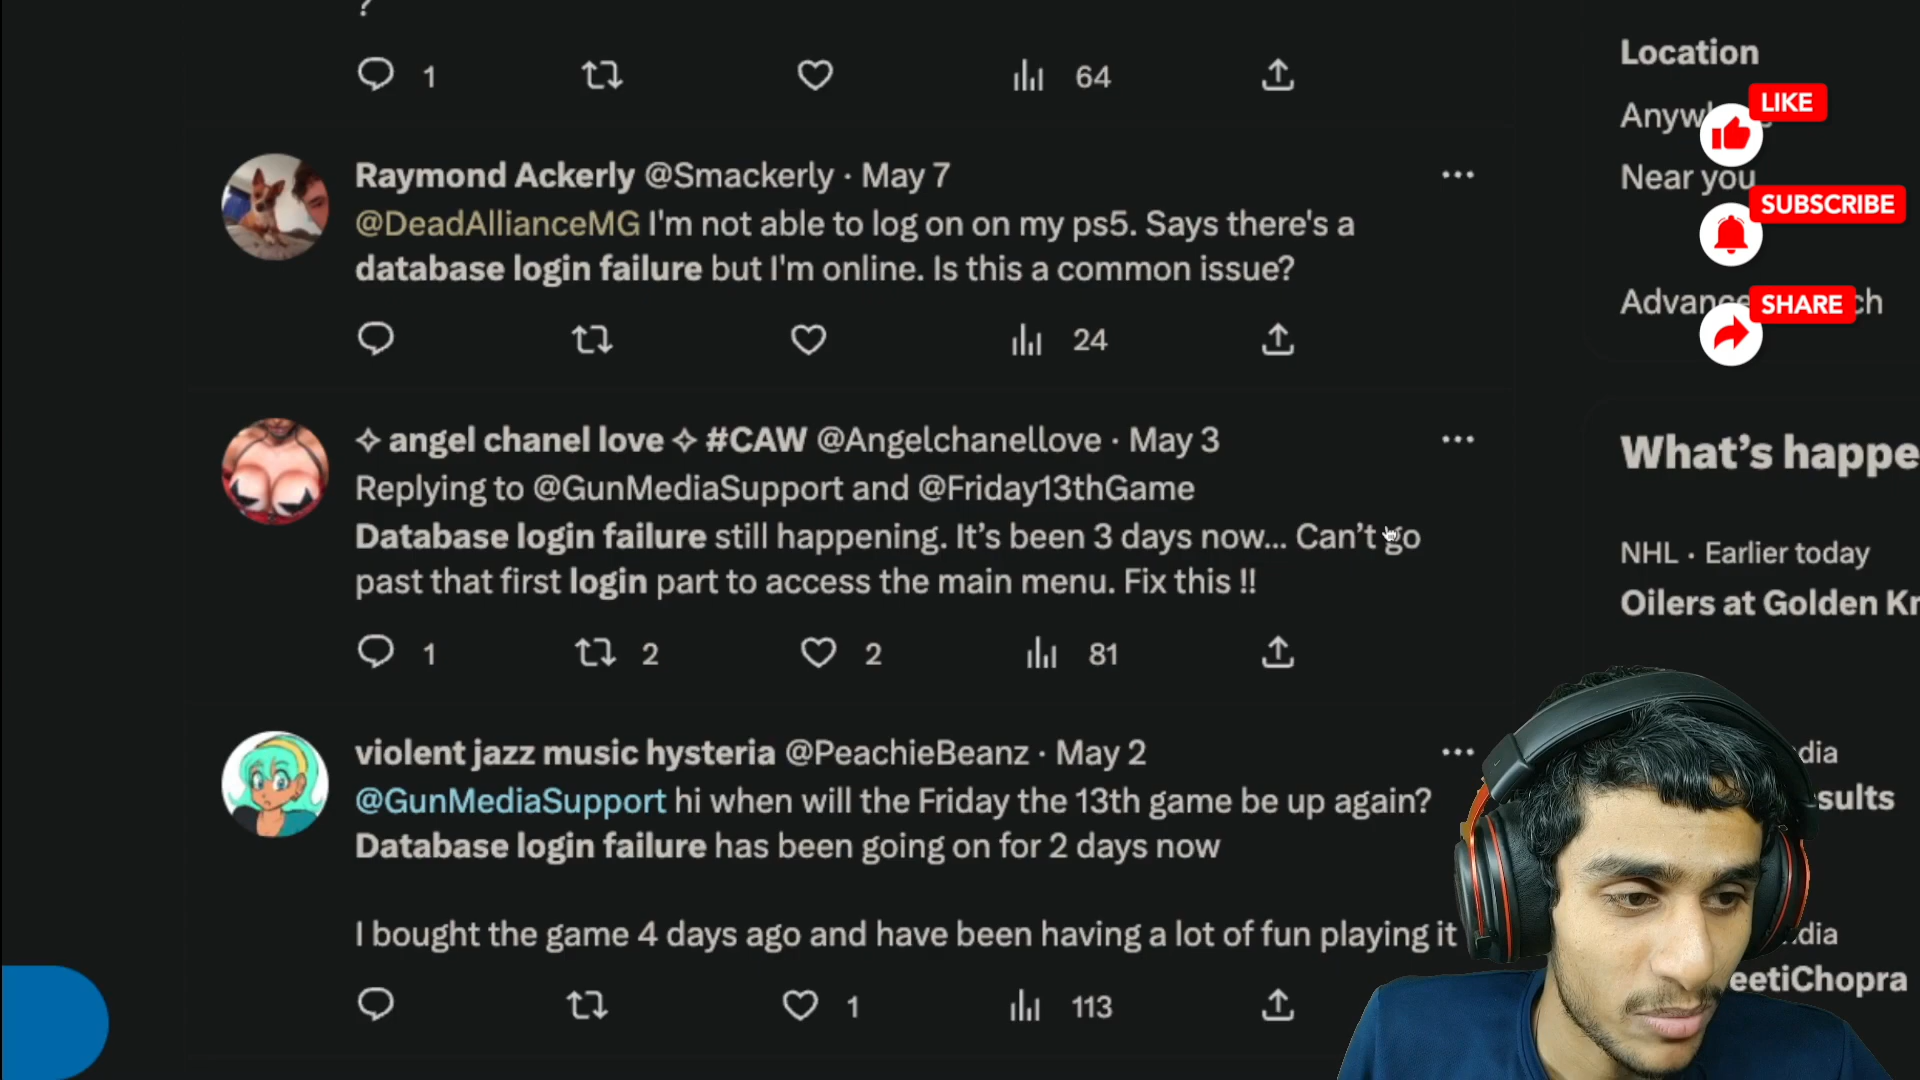 ?
1
64
Raymond Ackerly @Smackerly · May 7
@DeadAllianceMG I'm not able to log on on my ps5. Says there's a
database login failure but I'm online. Is this a common issue?
24
✧ angel chanel love ✧ #CAW @Angelchanellove · May 3
Replying to @GunMediaSupport and @Friday13thGame
Database login failure still happening. It’s been 3 days now... Can’t go
past that first login part to access the main menu. Fix this !!
1 2 2 81
violent jazz music hysteria @PeachieBeanz · May 2
@GunMediaSupport hi when will the Friday the 13th game be up again?
Database login failure has been going on for 2 days now
I bought the game 4 days ago and have been having a lot of fun playing it
1 113
Location
LIKE
Near you
SUBSCRIBE
SHARE
What’s happe
NHL · Earlier today
Oilers at Golden Kn
dia
sults
dia
eetiChopra